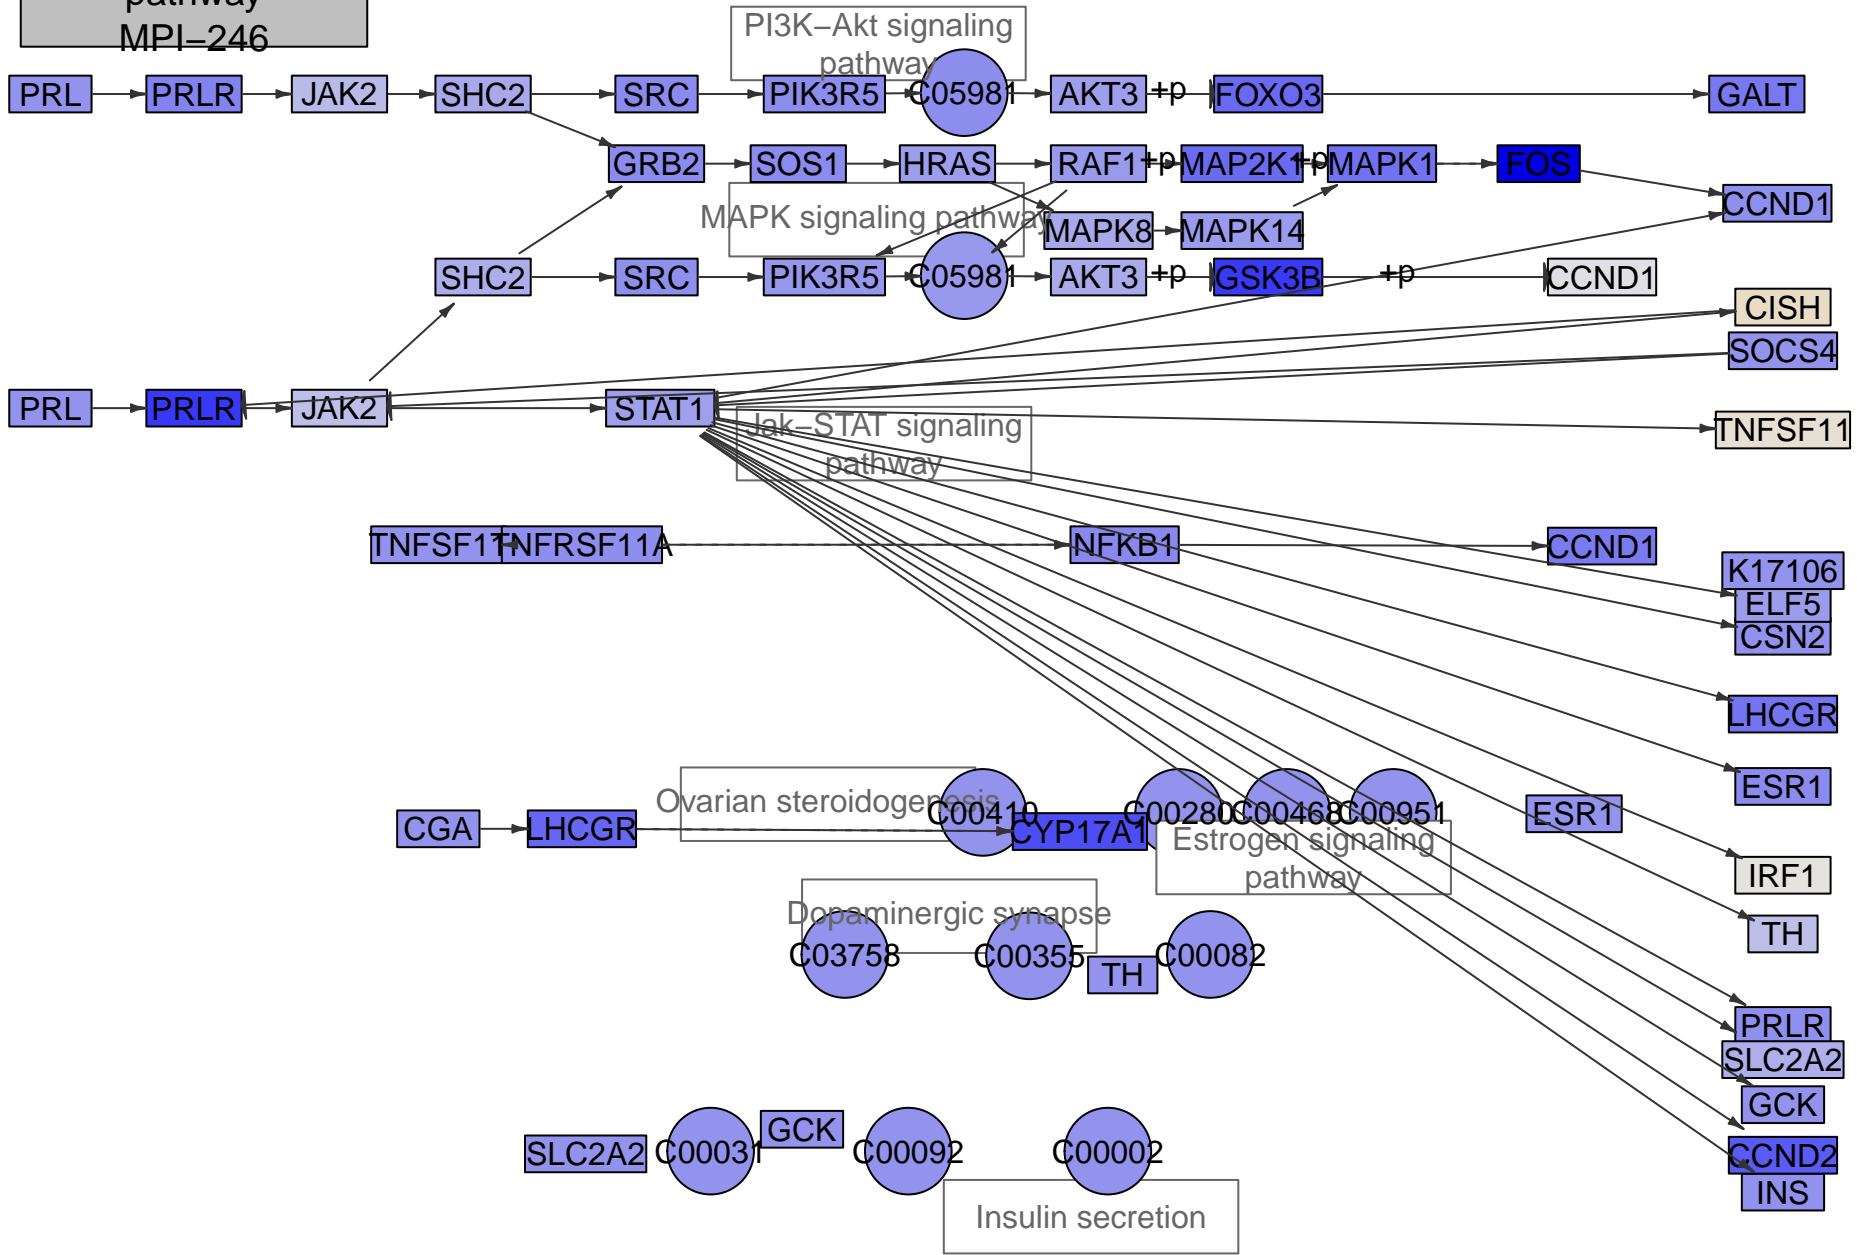 pathway
MPI−246
PI3K−Akt signaling
pathway
PRL
PRLR
JAK2
SHC2
SRC
PIK3R5
C05981
AKT3
+p
FOXO3
GALT
GRB2
SOS1
HRAS
RAF1
+p
MAP2K1
+p
MAPK1
FOS
CCND1
MAPK signaling pathway
MAPK8
MAPK14
SHC2
SRC
PIK3R5
C05981
AKT3
+p
GSK3B
+p
CCND1
CISH
SOCS4
PRL
PRLR
JAK2
STAT1
Jak−STAT signaling
pathway
TNFSF11
TNFSF11
TNFRSF11A
NFKB1
CCND1
K17106
ELF5
CSN2
LHCGR
ESR1
Ovarian steroidogenesis
C00410
C00280
C00468
C00951
ESR1
CGA
LHCGR
CYP17A1
Estrogen signaling
pathway
IRF1
Dopaminergic synapse
TH
C03758
C00355
TH
C00082
PRLR
SLC2A2
GCK
GCK
SLC2A2
C00031
C00092
C00002
CCND2
INS
Insulin secretion